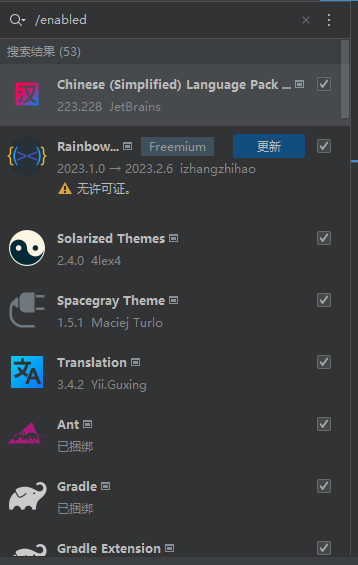 /enabled
搜索结果 (53)
Chinese (Simplified) Language Pack ...
汉
223.228 JetBrains
Rainbow... Freemium 更新
2023.1.0 → 2023.2.6 izhangzhihao
无许可证。
Solarized Themes
2.4.0 4lex4
Spacegray Theme
1.5.1 Maciej Turlo
Translation
文A
3.4.2 Yii.Guxing
Ant
已捆绑
Gradle
已捆绑
Gradle Extension